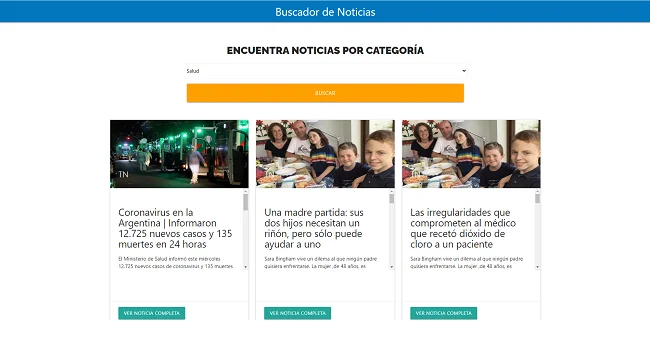 Buscador de Noticias
ENCUENTRA NOTICIAS POR CATEGORÍA
Salud
BUSCAR
TN
Coronavirus en la
Argentina | Informaron
12.725 nuevos casos y 135
muertes en 24 horas
El Ministerio de Salud informó este miércoles
12.725 nuevos casos de coronavirus y 135 muertes
VER NOTICIA COMPLETA
TN
Una madre partida: sus
dos hijos necesitan un
riñón, pero sólo puede
ayudar a uno
Sara Bingham vive un dilema al que ningún padre
quisiera enfrentarse. La mujer, de 48 años, es
VER NOTICIA COMPLETA
TN
Las irregularidades que
comprometen al médico
que recetó dióxido de
cloro a un paciente
Sara Bingham vive un dilema al que ningún padre
quisiera enfrentarse. La mujer, de 48 años, es
VER NOTICIA COMPLETA